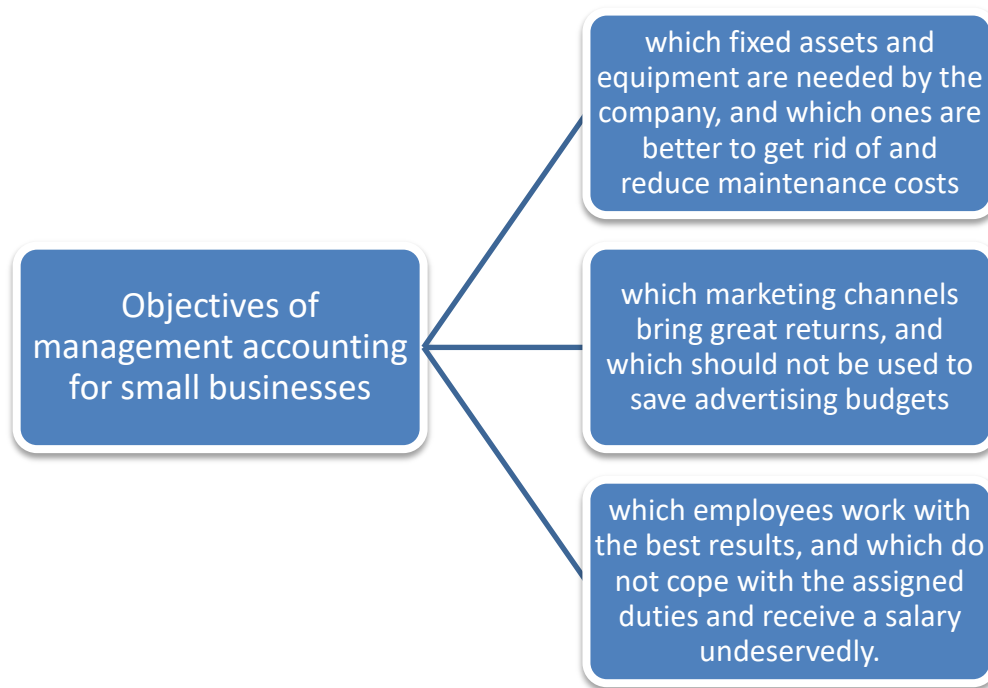 Objectives of
management accounting
for small businesses
which fixed assets and
equipment are needed by the
company, and which ones are
better to get rid of and
reduce maintenance costs
which marketing channels
bring great returns, and
which should not be used to
save advertising budgets
which employees work with
the best results, and which do
not cope with the assigned
duties and receive a salary
undeservedly.